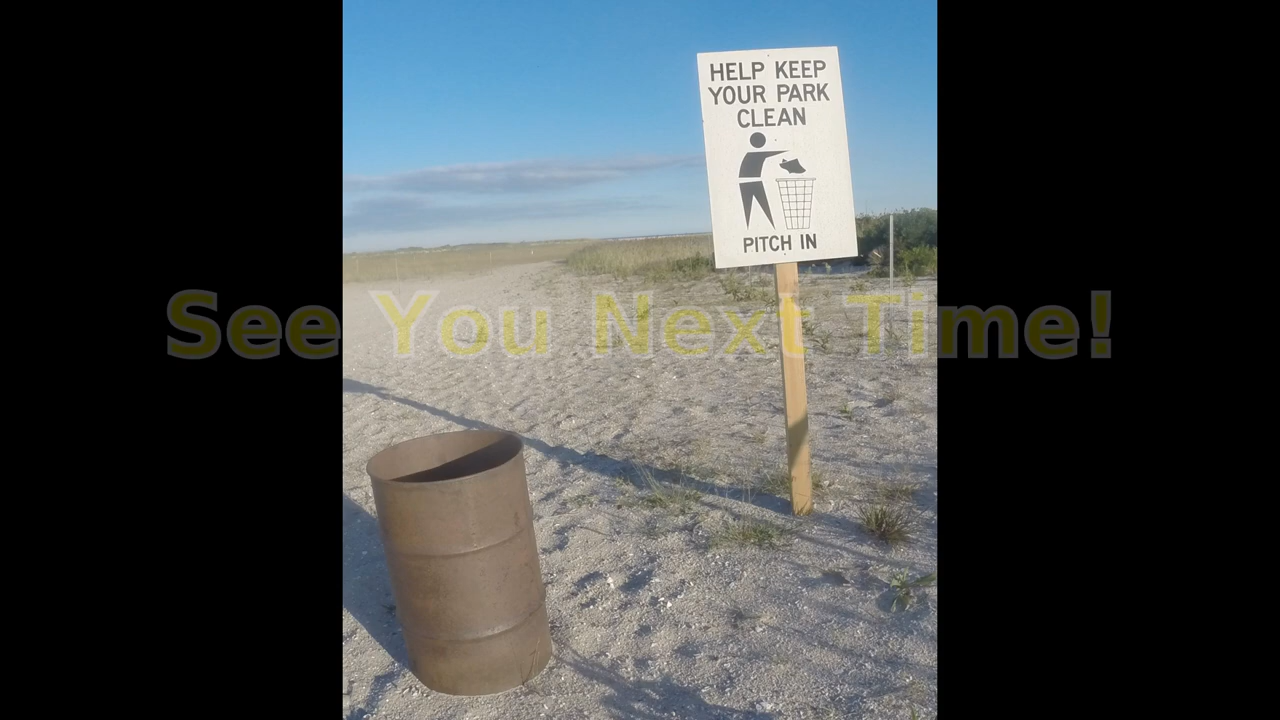 HELP KEEP
YOUR PARK
CLEAN
PITCH IN
See You Next Time!